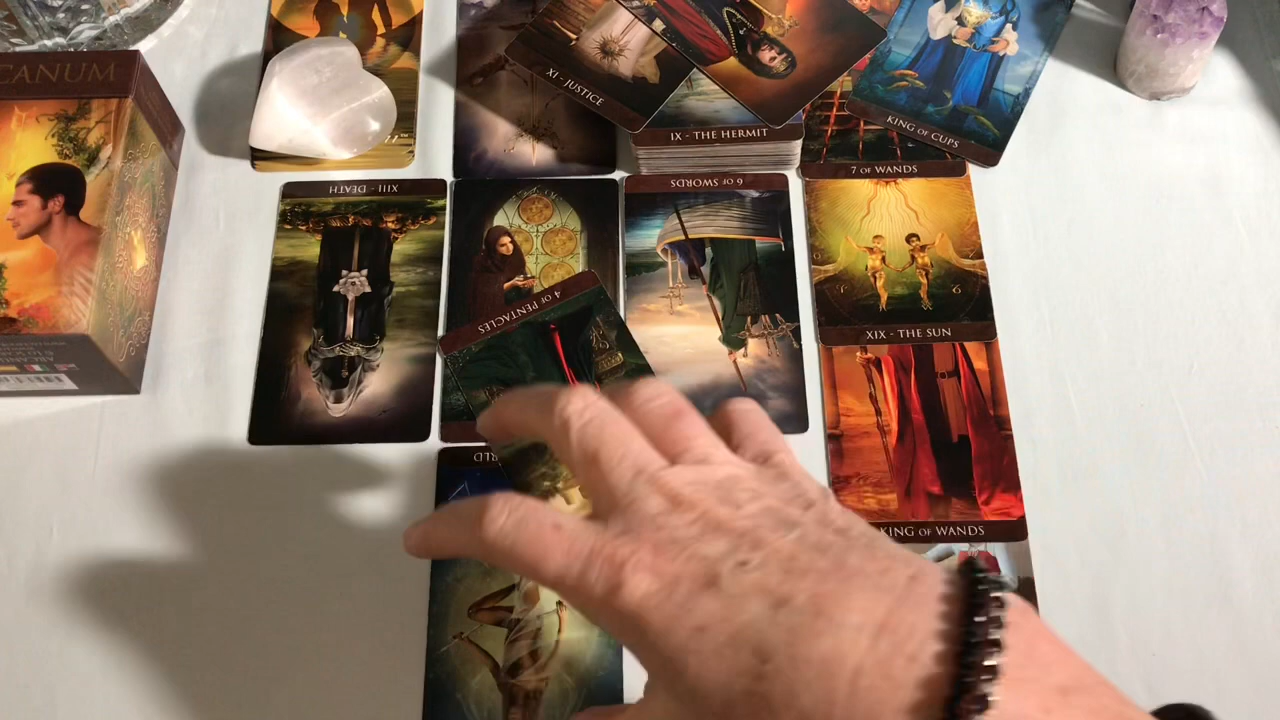 CANUM
XI - JUSTICE
IX - THE HERMIT
KING OF CUPS
7 OF WANDS
XIII - DEATH
6 OF SWORDS
4 OF PENTACLES
XIX - THE SUN
KING OF WANDS
RLD